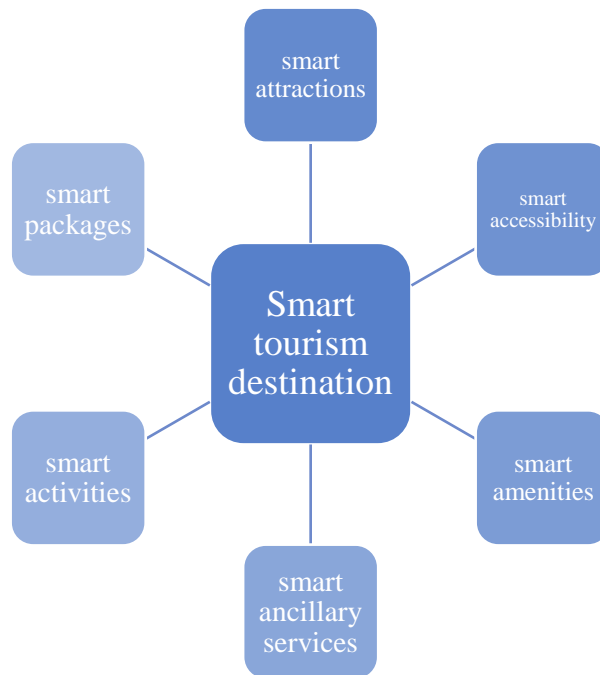 smart
attractions
smart
packages
smart
accessibility
Smart
tourism
destination
smart
activities
smart
amenities
smart
ancillary
services